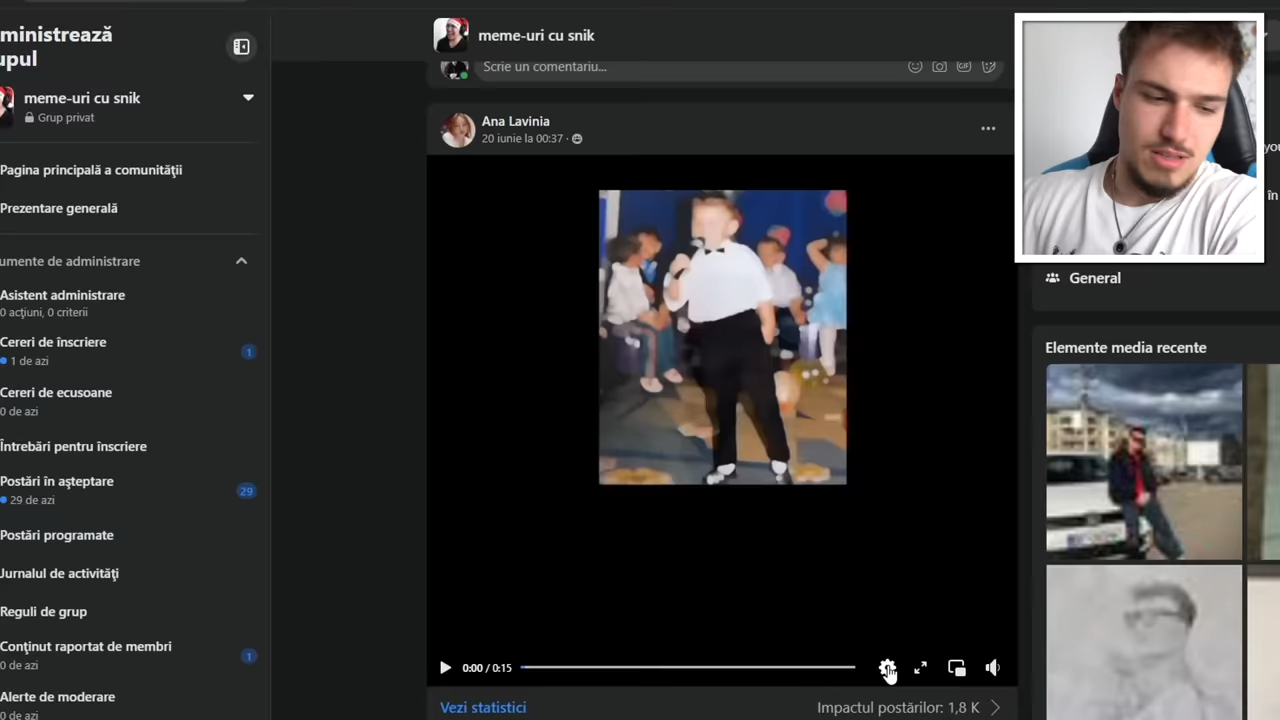 ministrează
upul
meme-uri cu snik
Grup privat
Pagina principală a comunității
Prezentare generală
umente de administrare
Asistent administrare
0 acțiuni, 0 criterii
Cereri de înscriere
1
1 de azi
Cereri de ecusoane
0 de azi
Întrebări pentru înscriere
Postări în așteptare
29
29 de azi
Postări programate
Jurnalul de activități
Reguli de grup
Conținut raportat de membri
1
0 de azi
Alerte de moderare
0 de azi
meme-uri cu snik
Scrie un comentariu...
GIF
Ana Lavinia
20 iunie la 00:37 ·
0:00 / 0:15
Vezi statistici
Impactul postărilor: 1,8 K
you
în
General
Elemente media recente